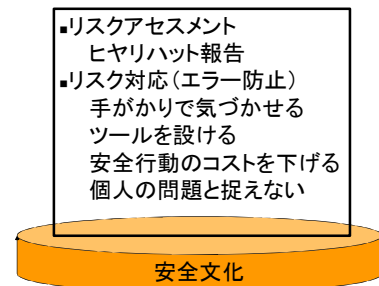 ▪リスクアセスメント
ヒヤリハット報告
▪リスク対応(エラー防止)
手がかりで気づかせる
ツールを設ける
安全行動のコストを下げる
個人の問題と捉えない
安全文化